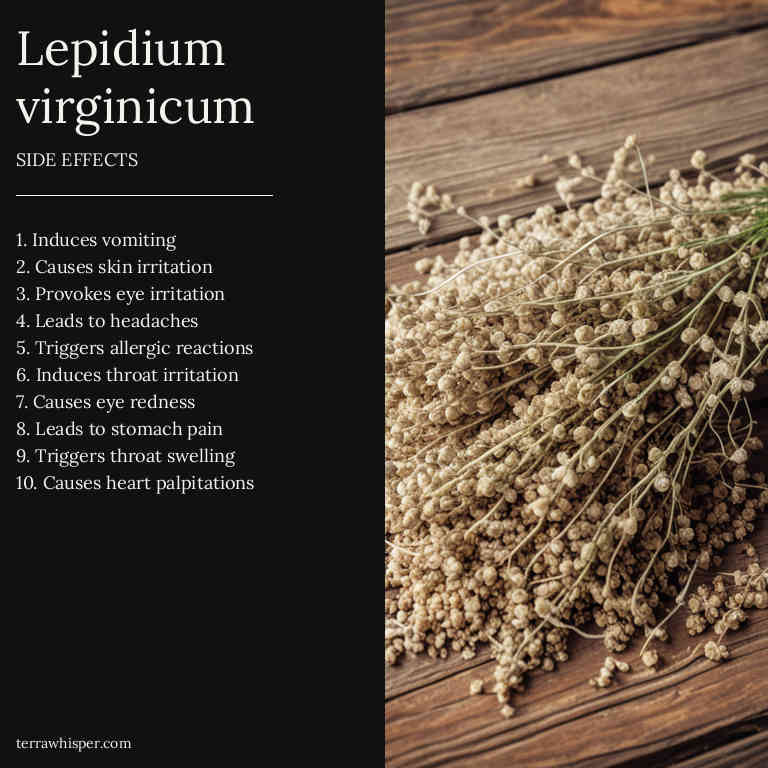 Lepidium
virginicum
SIDE EFFECTS
1. Induces vomiting
2. Causes skin irritation
3. Provokes eye irritation
4. Leads to headaches
5. Triggers allergic reactions
6. Induces throat irritation
7. Causes eye redness
8. Leads to stomach pain
9. Triggers throat swelling
10. Causes heart palpitations
terrawhisper.com